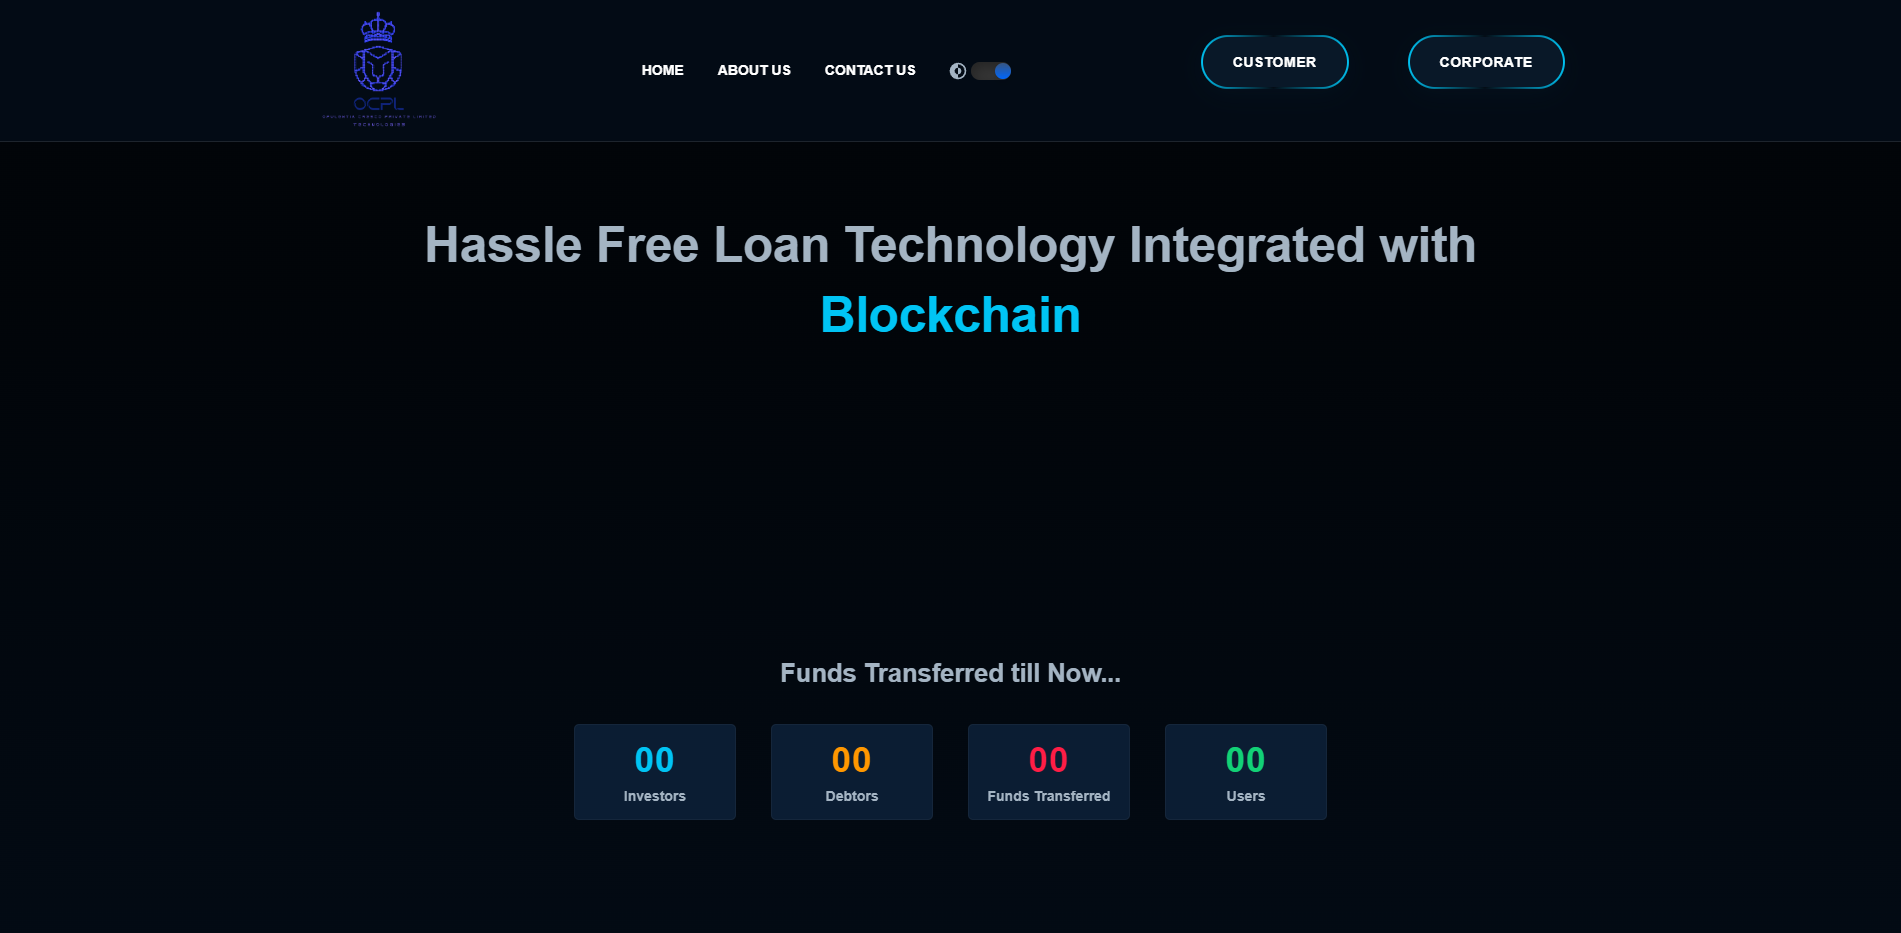 OCPL
TECHNOLOGIES
HOME
ABOUT US
CONTACT US
CUSTOMER
CORPORATE
Hassle Free Loan Technology Integrated with
Blockchain
Funds Transferred till Now...
00
Investors
00
Debtors
00
Funds Transferred
00
Users